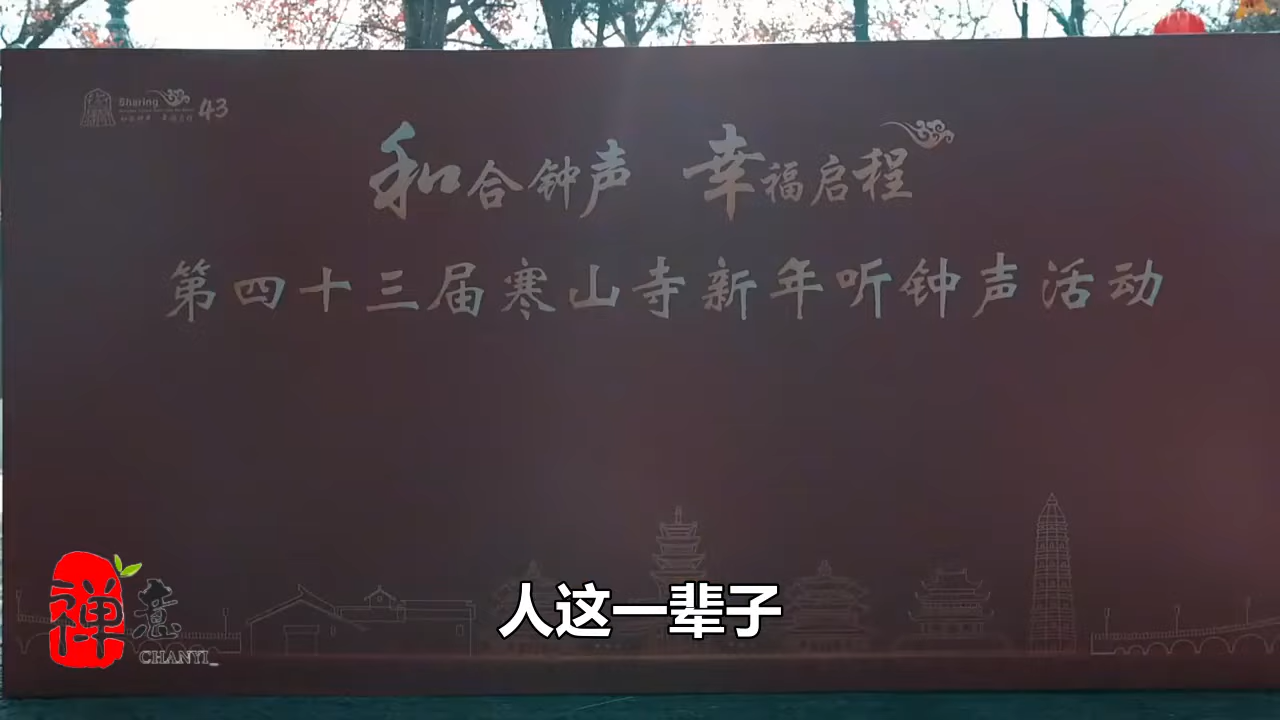 Sharing
43
和合钟声 幸福启程
第四十三届寒山寺新年听钟声活动
人这一辈子
禅意
CHANYI_